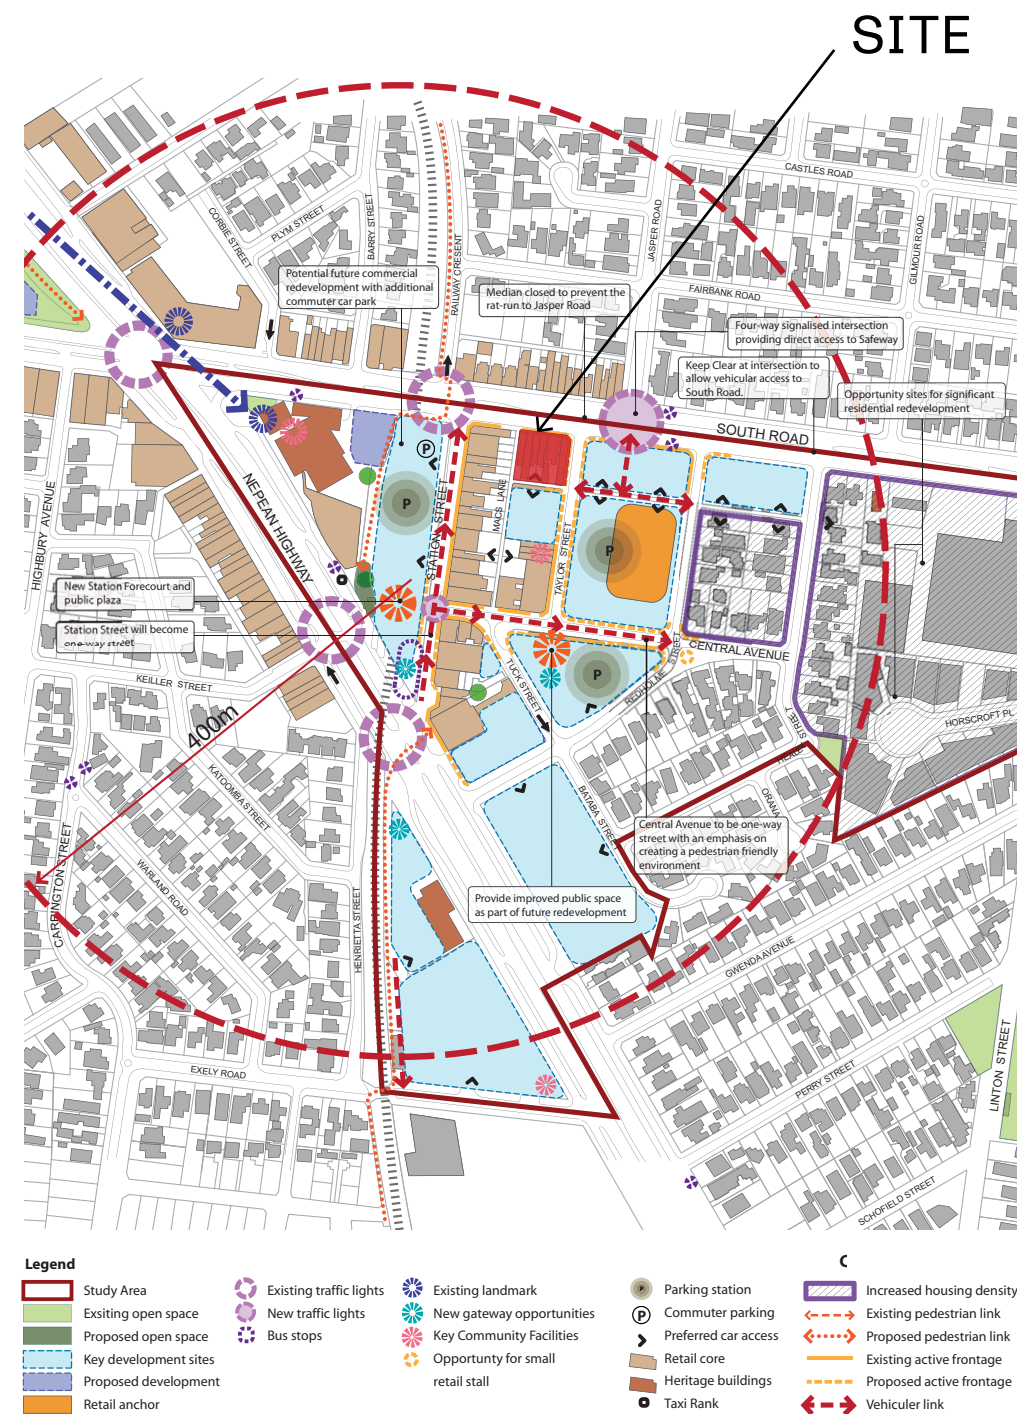 SITE
CASTLES ROAD
JASPER ROAD
GILMOUR ROAD
CORBIE STREET
PLYM STREET
BARRY STREET
RAILWAY CRESENT
FAIRBANK ROAD
Potential future commercial
redevelopment with additional
commuter car park
Median closed to prevent the
rat-run to Jasper Road
Four-way signalised intersection
providing direct access to Safeway
Keep Clear at intersection to
allow vehicular access to
South Road.
Opportunity sites for significant
residential redevelopment
SOUTH ROAD
HIGHBURY AVENUE
NEPEAN HIGHWAY
STATION STREET
MACS LANE
TAYLOR STREET
P
P
P
P
New Station Forecourt and
public plaza
Station Street will become
one-way street
CENTRAL AVENUE
REDHOLME STREET
TUCK STREET
KEILLER STREET
400m
HORSCROFT PL
HEALEY STREET
KATOOMBA STREET
BATABA STREET
ORANA
CARRINGTON STREET
WARLAND ROAD
HENRIETTA STREET
Central Avenue to be one-way
street with an emphasis on
creating a pedestrian friendly
environment
Provide improved public space
as part of future redevelopment
GWENDA AVENUE
EXELY ROAD
PERRY STREET
LINTON STREET
SCHOFIELD STREET
Legend
Study Area
Exsiting open space
Proposed open space
Key development sites
Proposed development
Retail anchor
Existing traffic lights
New traffic lights
Bus stops
Existing landmark
New gateway opportunities
Key Community Facilities
Opportunty for small
retail stall
P
Parking station
P
Commuter parking
Preferred car access
Retail core
Heritage buildings
Taxi Rank
Increased housing density
Existing pedestrian link
Proposed pedestrian link
Existing active frontage
Proposed active frontage
Vehiculer link